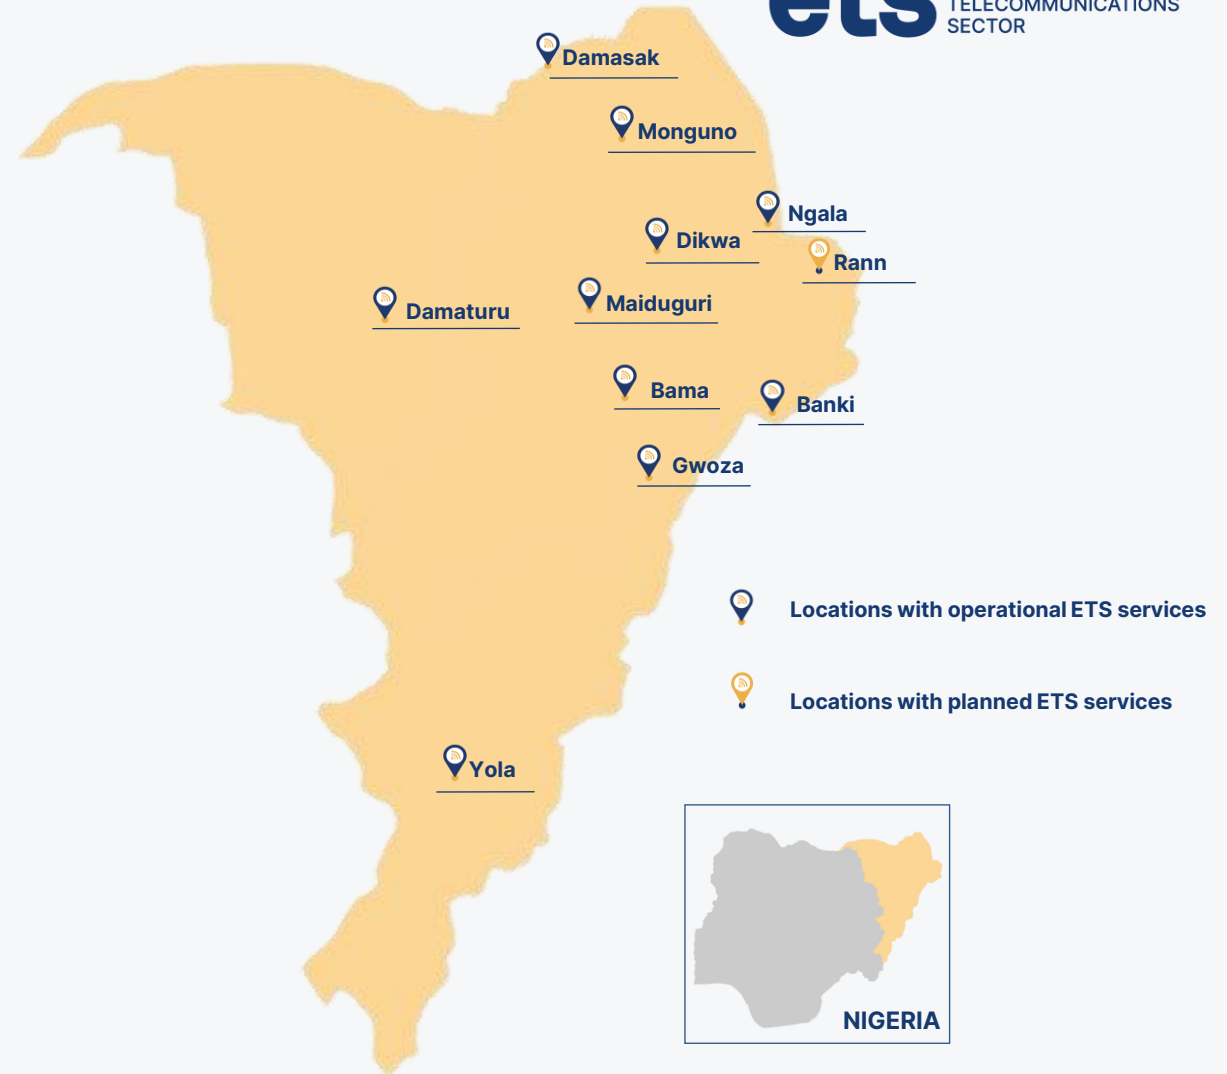 ets
TELECOMMUNICATIONS
SECTOR
Damasak
Monguno
Ngala
Dikwa
Rann
Maiduguri
Damaturu
Bama
Banki
Gwoza
Locations with operational ETS services
Locations with planned ETS services
Yola
NIGERIA